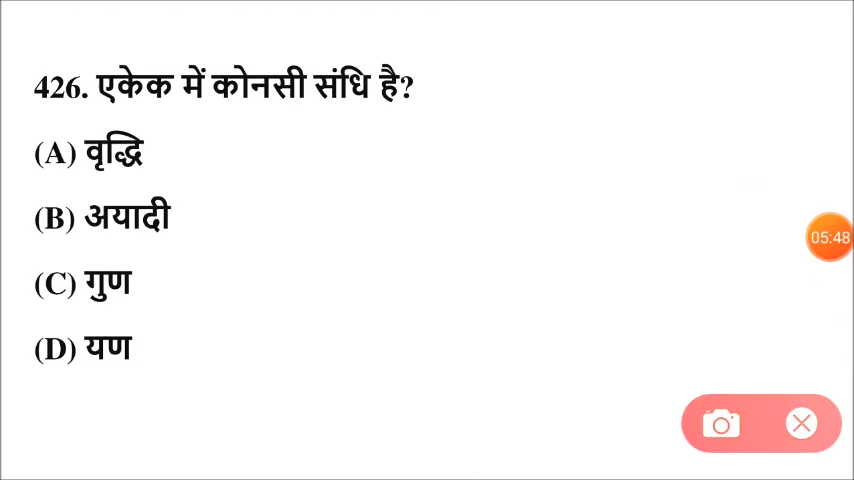 426. एकेक में कोनसी संधि है?
(A) वृद्धि
(B) अयादी
05:48
(C) गुण
(D) यण